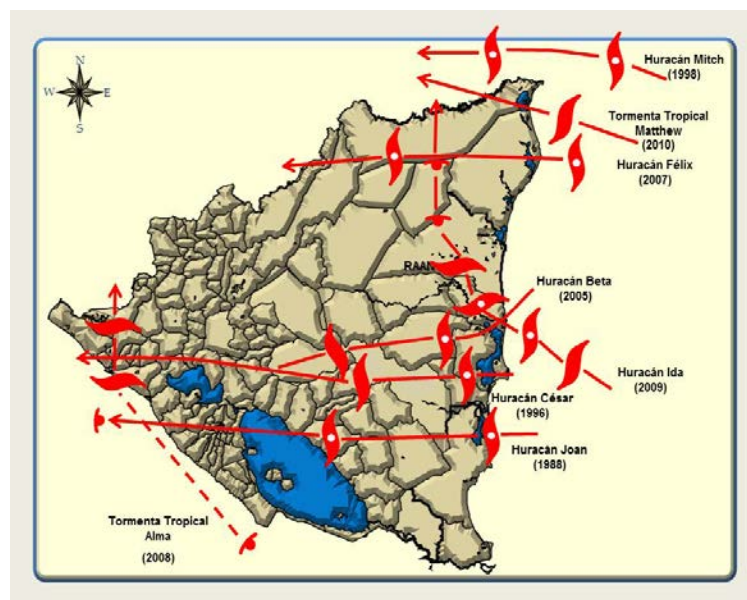 Huracán Mitch
(1998)
N
W
E
S
Tormenta Tropical
Matthew
(2010)
Huracán Félix
(2007)
RAAN
Huracán Beta
(2005)
Huracán Ida
(2009)
Huracán César
(1996)
Huracán Joan
(1988)
Tormenta Tropical
Alma
(2008)